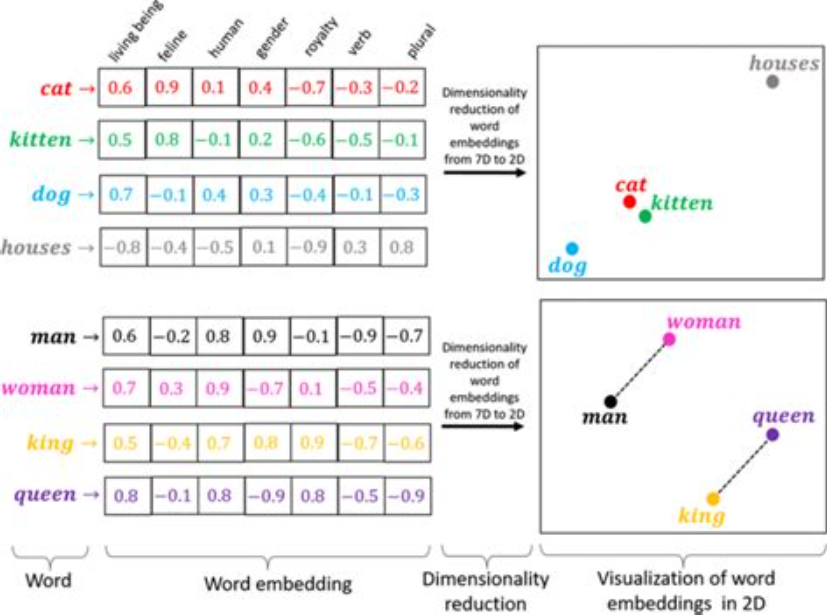 living being feline human gender royalty verb plural
cat → 0.6 0.9 0.1 0.4 −0.7 −0.3 −0.2
kitten → 0.5 0.8 −0.1 0.2 −0.6 −0.5 −0.1
dog → 0.7 −0.1 0.4 0.3 −0.4 −0.1 −0.3
houses → −0.8 −0.4 −0.5 0.1 −0.9 0.3 0.8
Dimensionality
reduction of
word
embeddings
from 7D to 2D
houses
cat
kitten
dog
man → 0.6 −0.2 0.8 0.9 −0.1 −0.9 −0.7
woman → 0.7 0.3 0.9 −0.7 0.1 −0.5 −0.4
king → 0.5 −0.4 0.7 0.8 0.9 −0.7 −0.6
queen → 0.8 −0.1 0.8 −0.9 0.8 −0.5 −0.9
Dimensionality
reduction of
word
embeddings
from 7D to 2D
woman
man
queen
king
Word
Word embedding
Dimensionality
reduction
Visualization of word
embeddings in 2D